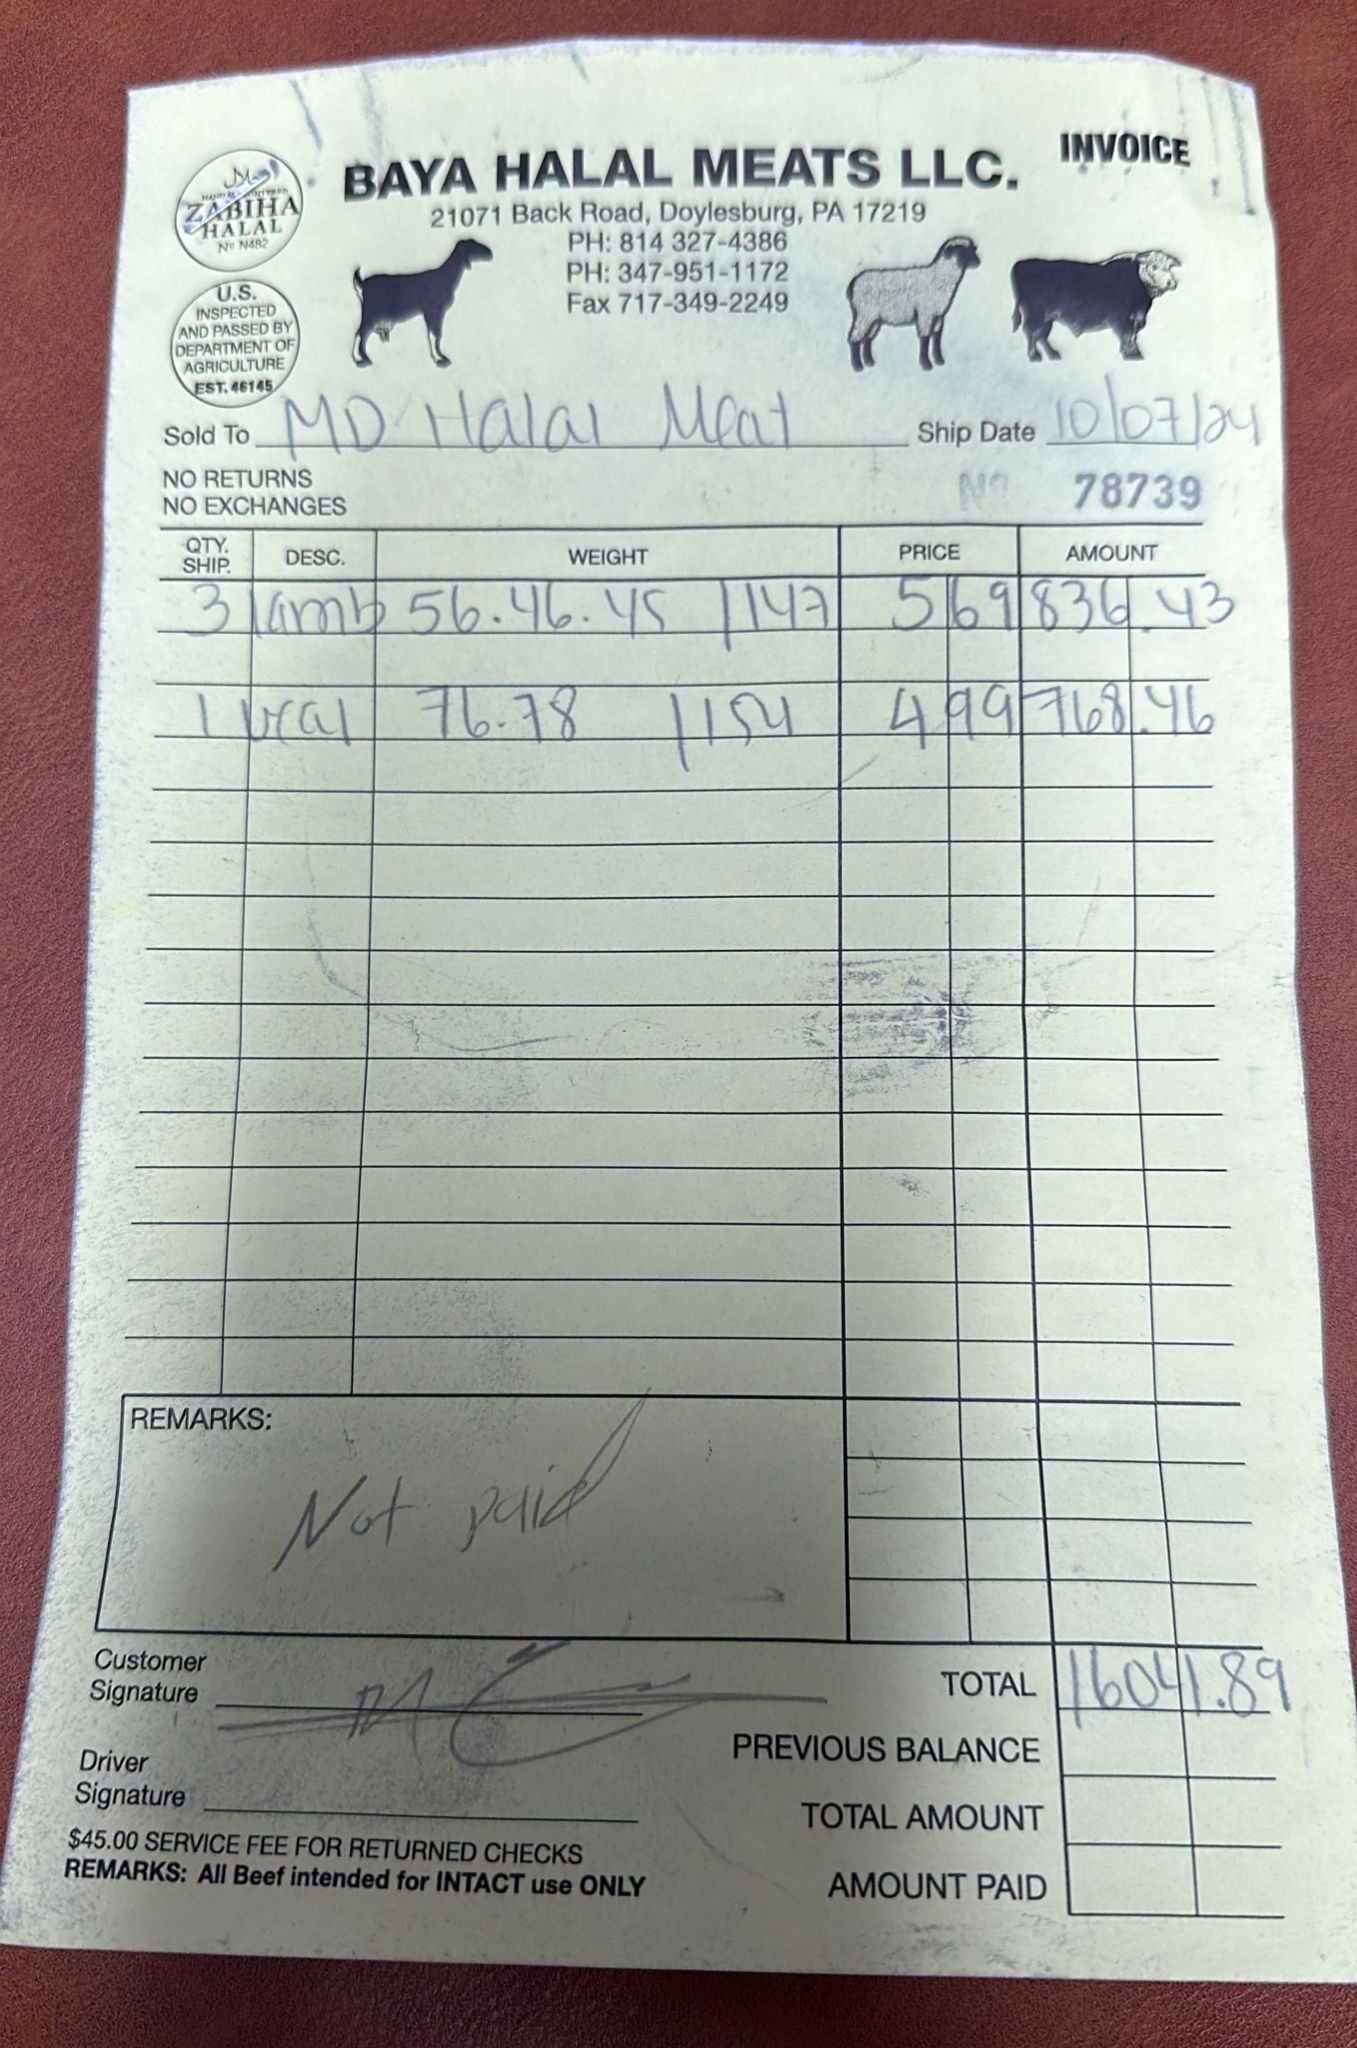 INVOICE
BAYA HALAL MEATS LLC.
21071 Back Road, Doylesburg, PA 17219
PH: 814 327-4386
PH: 347-951-1172
Fax 717-349-2249
ZABIHA
HALAL
Nº N482
U.S.
INSPECTED
AND PASSED BY
DEPARTMENT OF
AGRICULTURE
EST. 46145
Sold To MD Halal Meat Ship Date 10/07/24
NO RETURNS
NO EXCHANGES
Nº 78739
QTY. SHIP. DESC. WEIGHT PRICE AMOUNT
3 lamb 56.46.45 /147 5 69 836.43
1 veal 76.78 /154 4 99 768.46
REMARKS:
Not paid
Customer
Signature
TOTAL 1604.89
PREVIOUS BALANCE
Driver
Signature
TOTAL AMOUNT
$45.00 SERVICE FEE FOR RETURNED CHECKS
REMARKS: All Beef intended for INTACT use ONLY
AMOUNT PAID